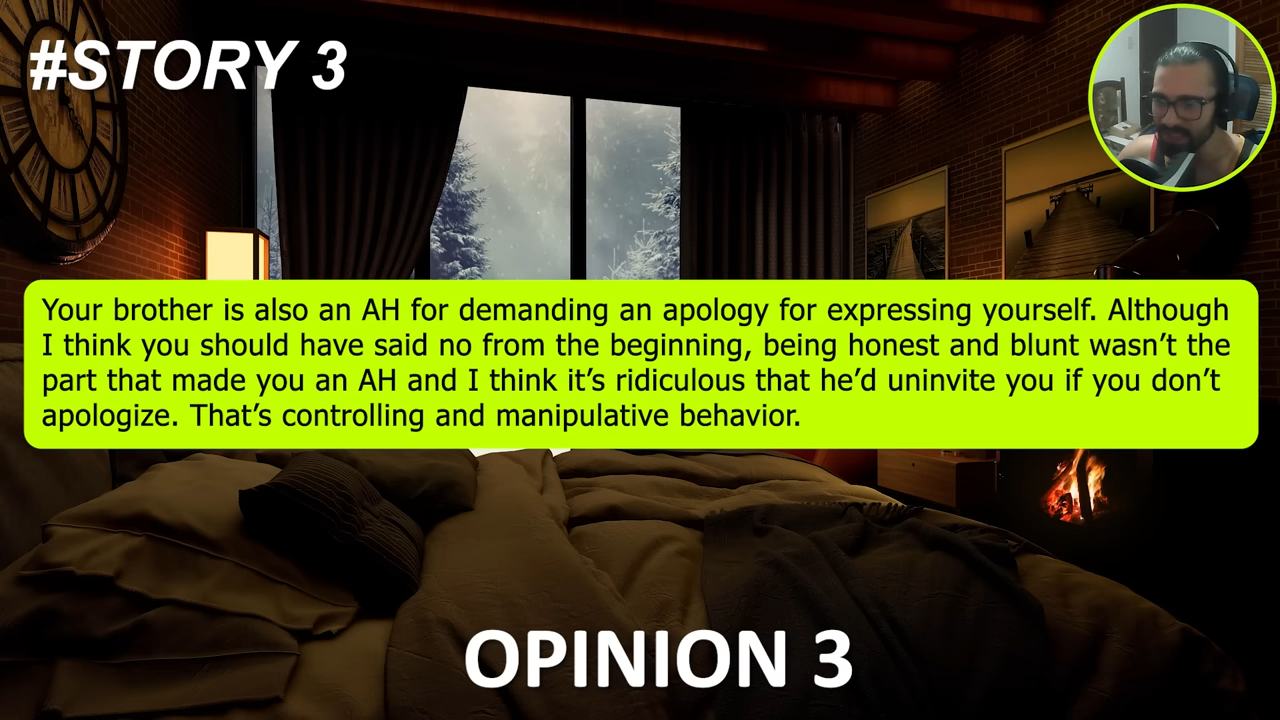 #STORY 3
Your brother is also an AH for demanding an apology for expressing yourself. Although
I think you should have said no from the beginning, being honest and blunt wasn’t the
part that made you an AH and I think it’s ridiculous that he’d uninvite you if you don’t
apologize. That’s controlling and manipulative behavior.
OPINION 3